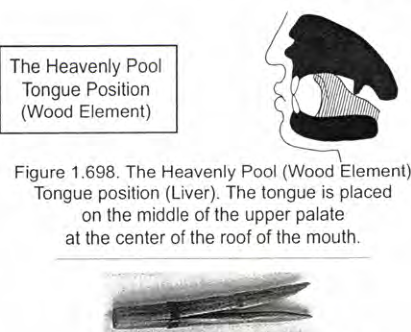 The Heavenly Pool
Tongue Position
(Wood Element)
Figure 1.698. The Heavenly Pool (Wood Element)
Tongue position (Liver). The tongue is placed
on the middle of the upper palate
at the center of the roof of the mouth.